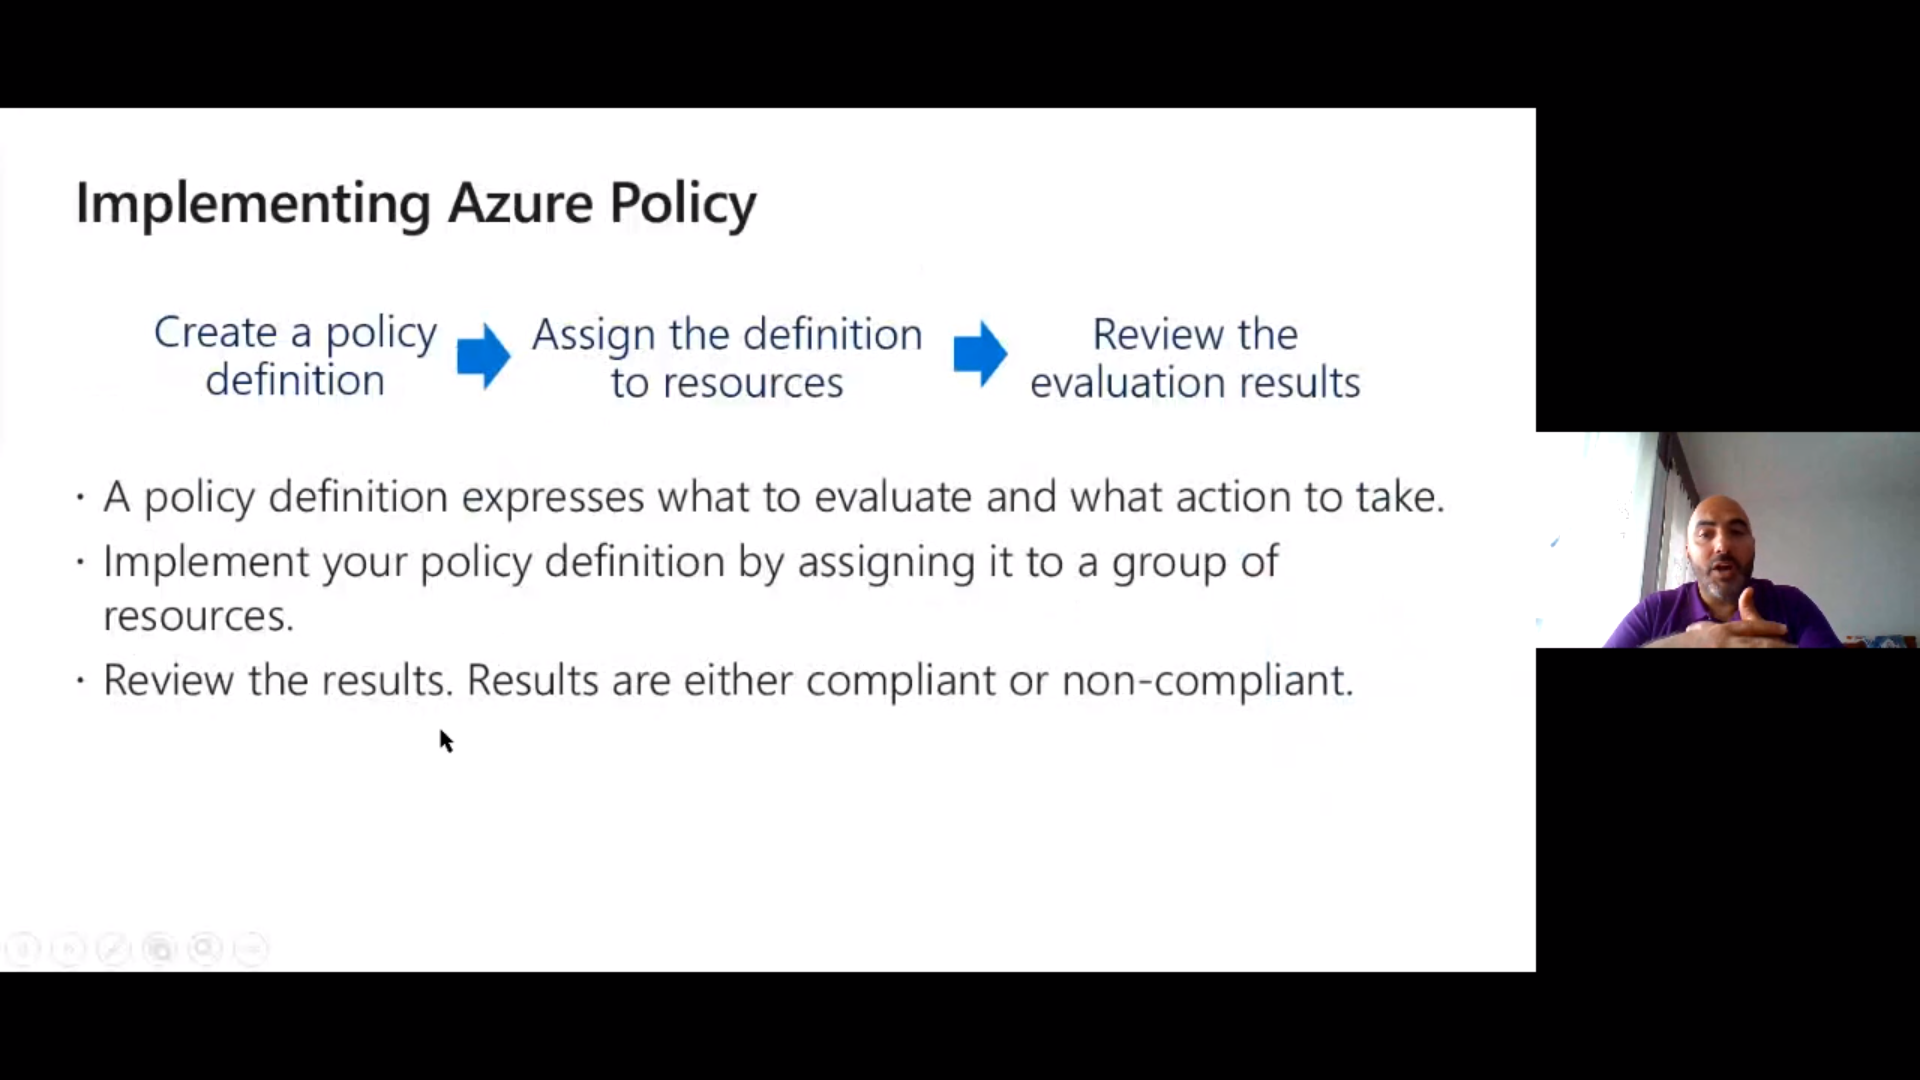 Implementing Azure Policy
Create a policy
definition
Assign the definition
to resources
Review the
evaluation results
· A policy definition expresses what to evaluate and what action to take.
· Implement your policy definition by assigning it to a group of
resources.
· Review the results. Results are either compliant or non-compliant.